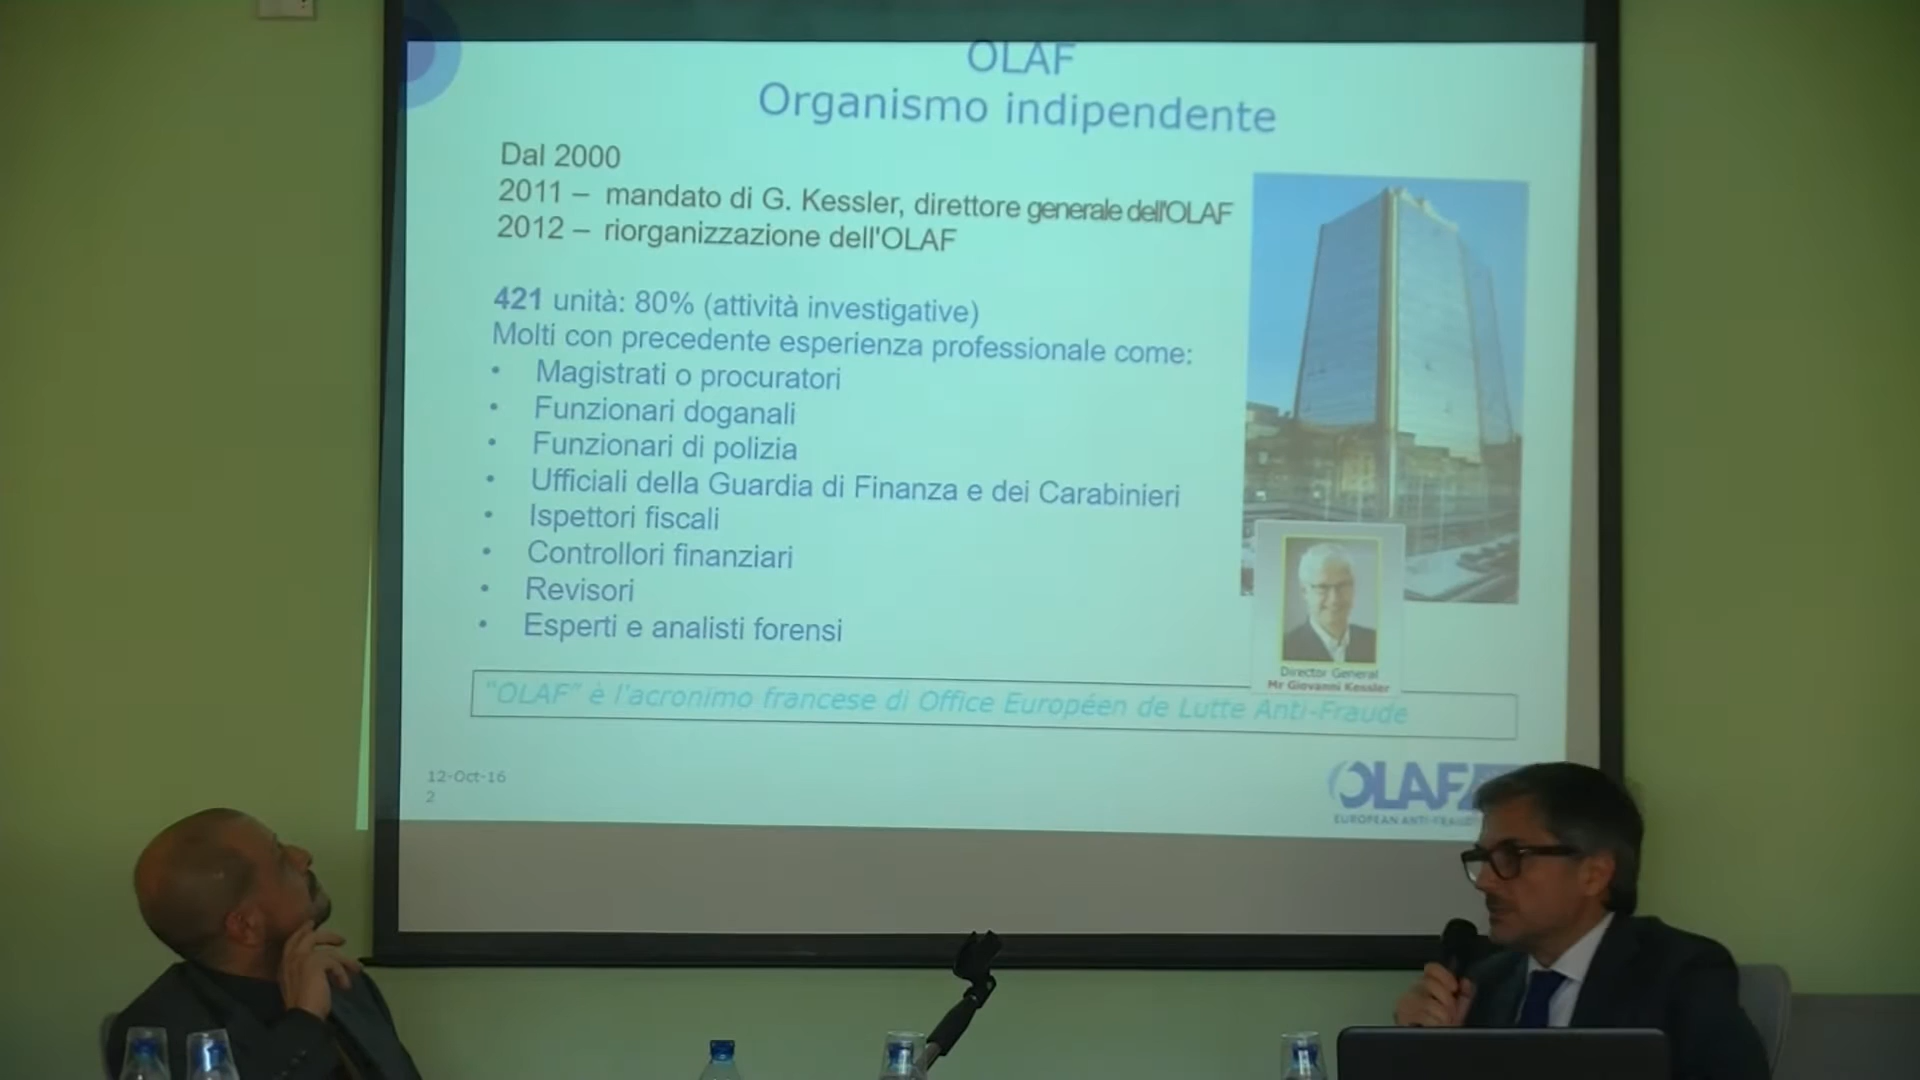 OLAF
Organismo indipendente
Dal 2000
2011 – mandato di G. Kessler, direttore generale dell'OLAF
2012 – riorganizzazione dell'OLAF
421 unità: 80% (attività investigative)
Molti con precedente esperienza professionale come:
• Magistrati o procuratori
• Funzionari doganali
• Funzionari di polizia
• Ufficiali della Guardia di Finanza e dei Carabinieri
• Ispettori fiscali
• Controllori finanziari
• Revisori
• Esperti e analisti forensi
Director General
Mr Giovanni Kessler
"OLAF" è l'acronimo francese di Office Européen de Lutte Anti-Fraude
12-Oct-16
2
OLAF
EUROPEAN ANTI-FRAUD